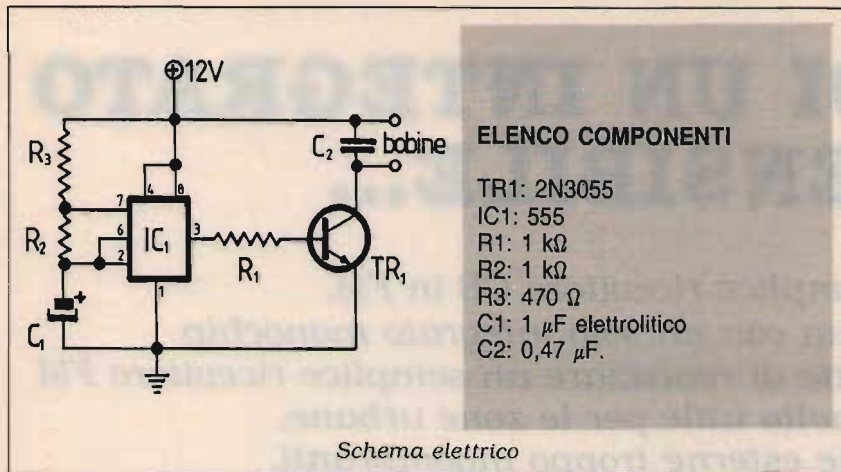 ⊕12V
R3
C2
bobine
7
4
8
R2
6
2
IC1
3
R1
TR1
1
+
C1
ELENCO COMPONENTI
TR1: 2N3055
IC1: 555
R1: 1 kΩ
R2: 1 kΩ
R3: 470 Ω
C1: 1 µF elettrolitico
C2: 0,47 µF.
Schema elettrico